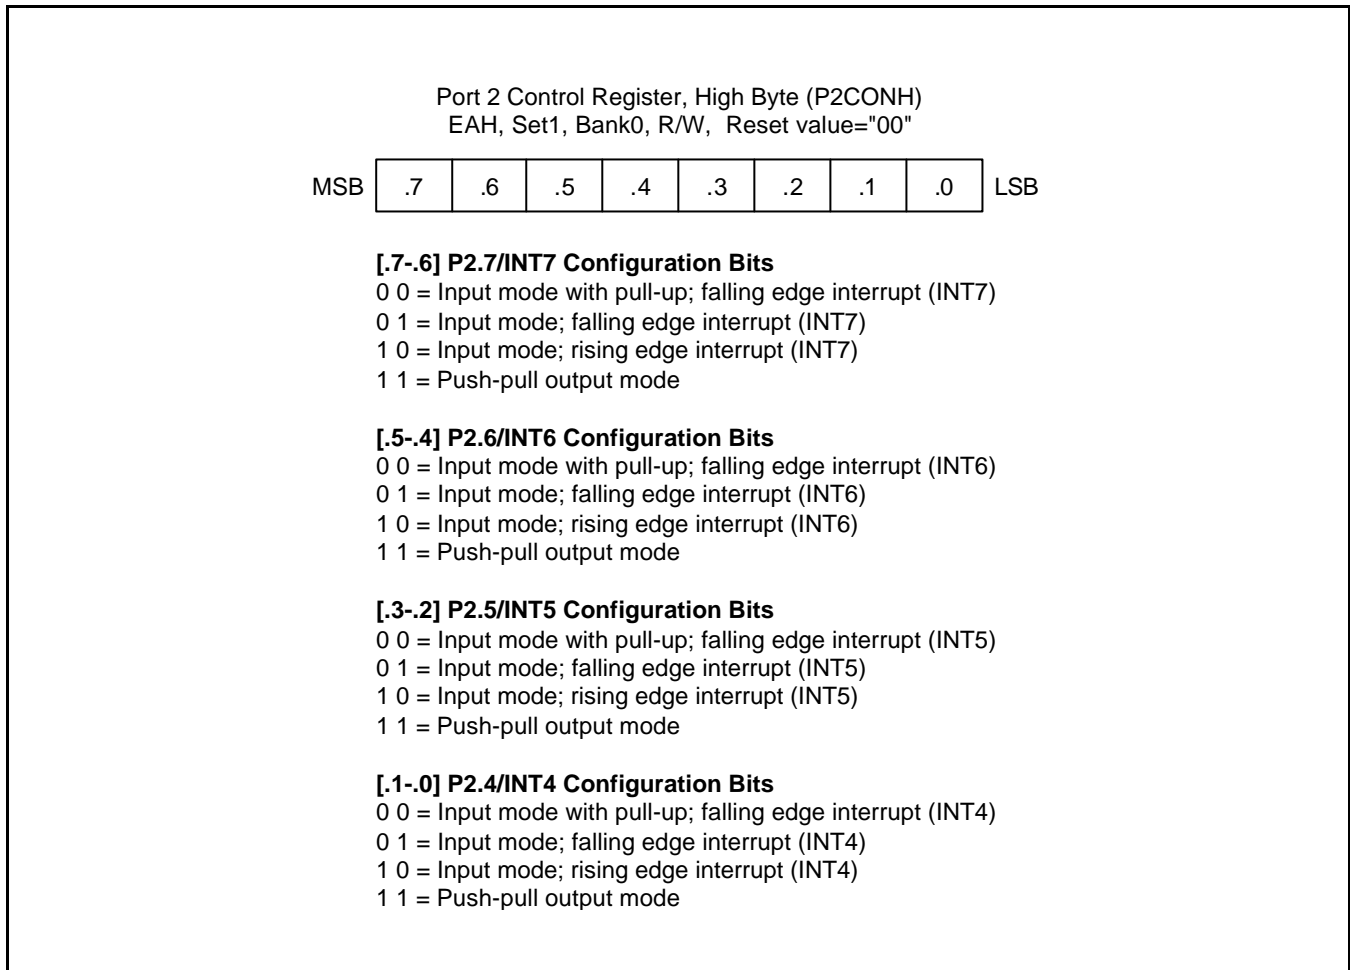 Port 2 Control Register, High Byte (P2CONH)
EAH, Set1, Bank0, R/W, Reset value="00"
MSB .7 .6 .5 .4 .3 .2 .1 .0 LSB
[.7-.6] P2.7/INT7 Configuration Bits
0 0 = Input mode with pull-up; falling edge interrupt (INT7)
0 1 = Input mode; falling edge interrupt (INT7)
1 0 = Input mode; rising edge interrupt (INT7)
1 1 = Push-pull output mode
[.5-.4] P2.6/INT6 Configuration Bits
0 0 = Input mode with pull-up; falling edge interrupt (INT6)
0 1 = Input mode; falling edge interrupt (INT6)
1 0 = Input mode; rising edge interrupt (INT6)
1 1 = Push-pull output mode
[.3-.2] P2.5/INT5 Configuration Bits
0 0 = Input mode with pull-up; falling edge interrupt (INT5)
0 1 = Input mode; falling edge interrupt (INT5)
1 0 = Input mode; rising edge interrupt (INT5)
1 1 = Push-pull output mode
[.1-.0] P2.4/INT4 Configuration Bits
0 0 = Input mode with pull-up; falling edge interrupt (INT4)
0 1 = Input mode; falling edge interrupt (INT4)
1 0 = Input mode; rising edge interrupt (INT4)
1 1 = Push-pull output mode